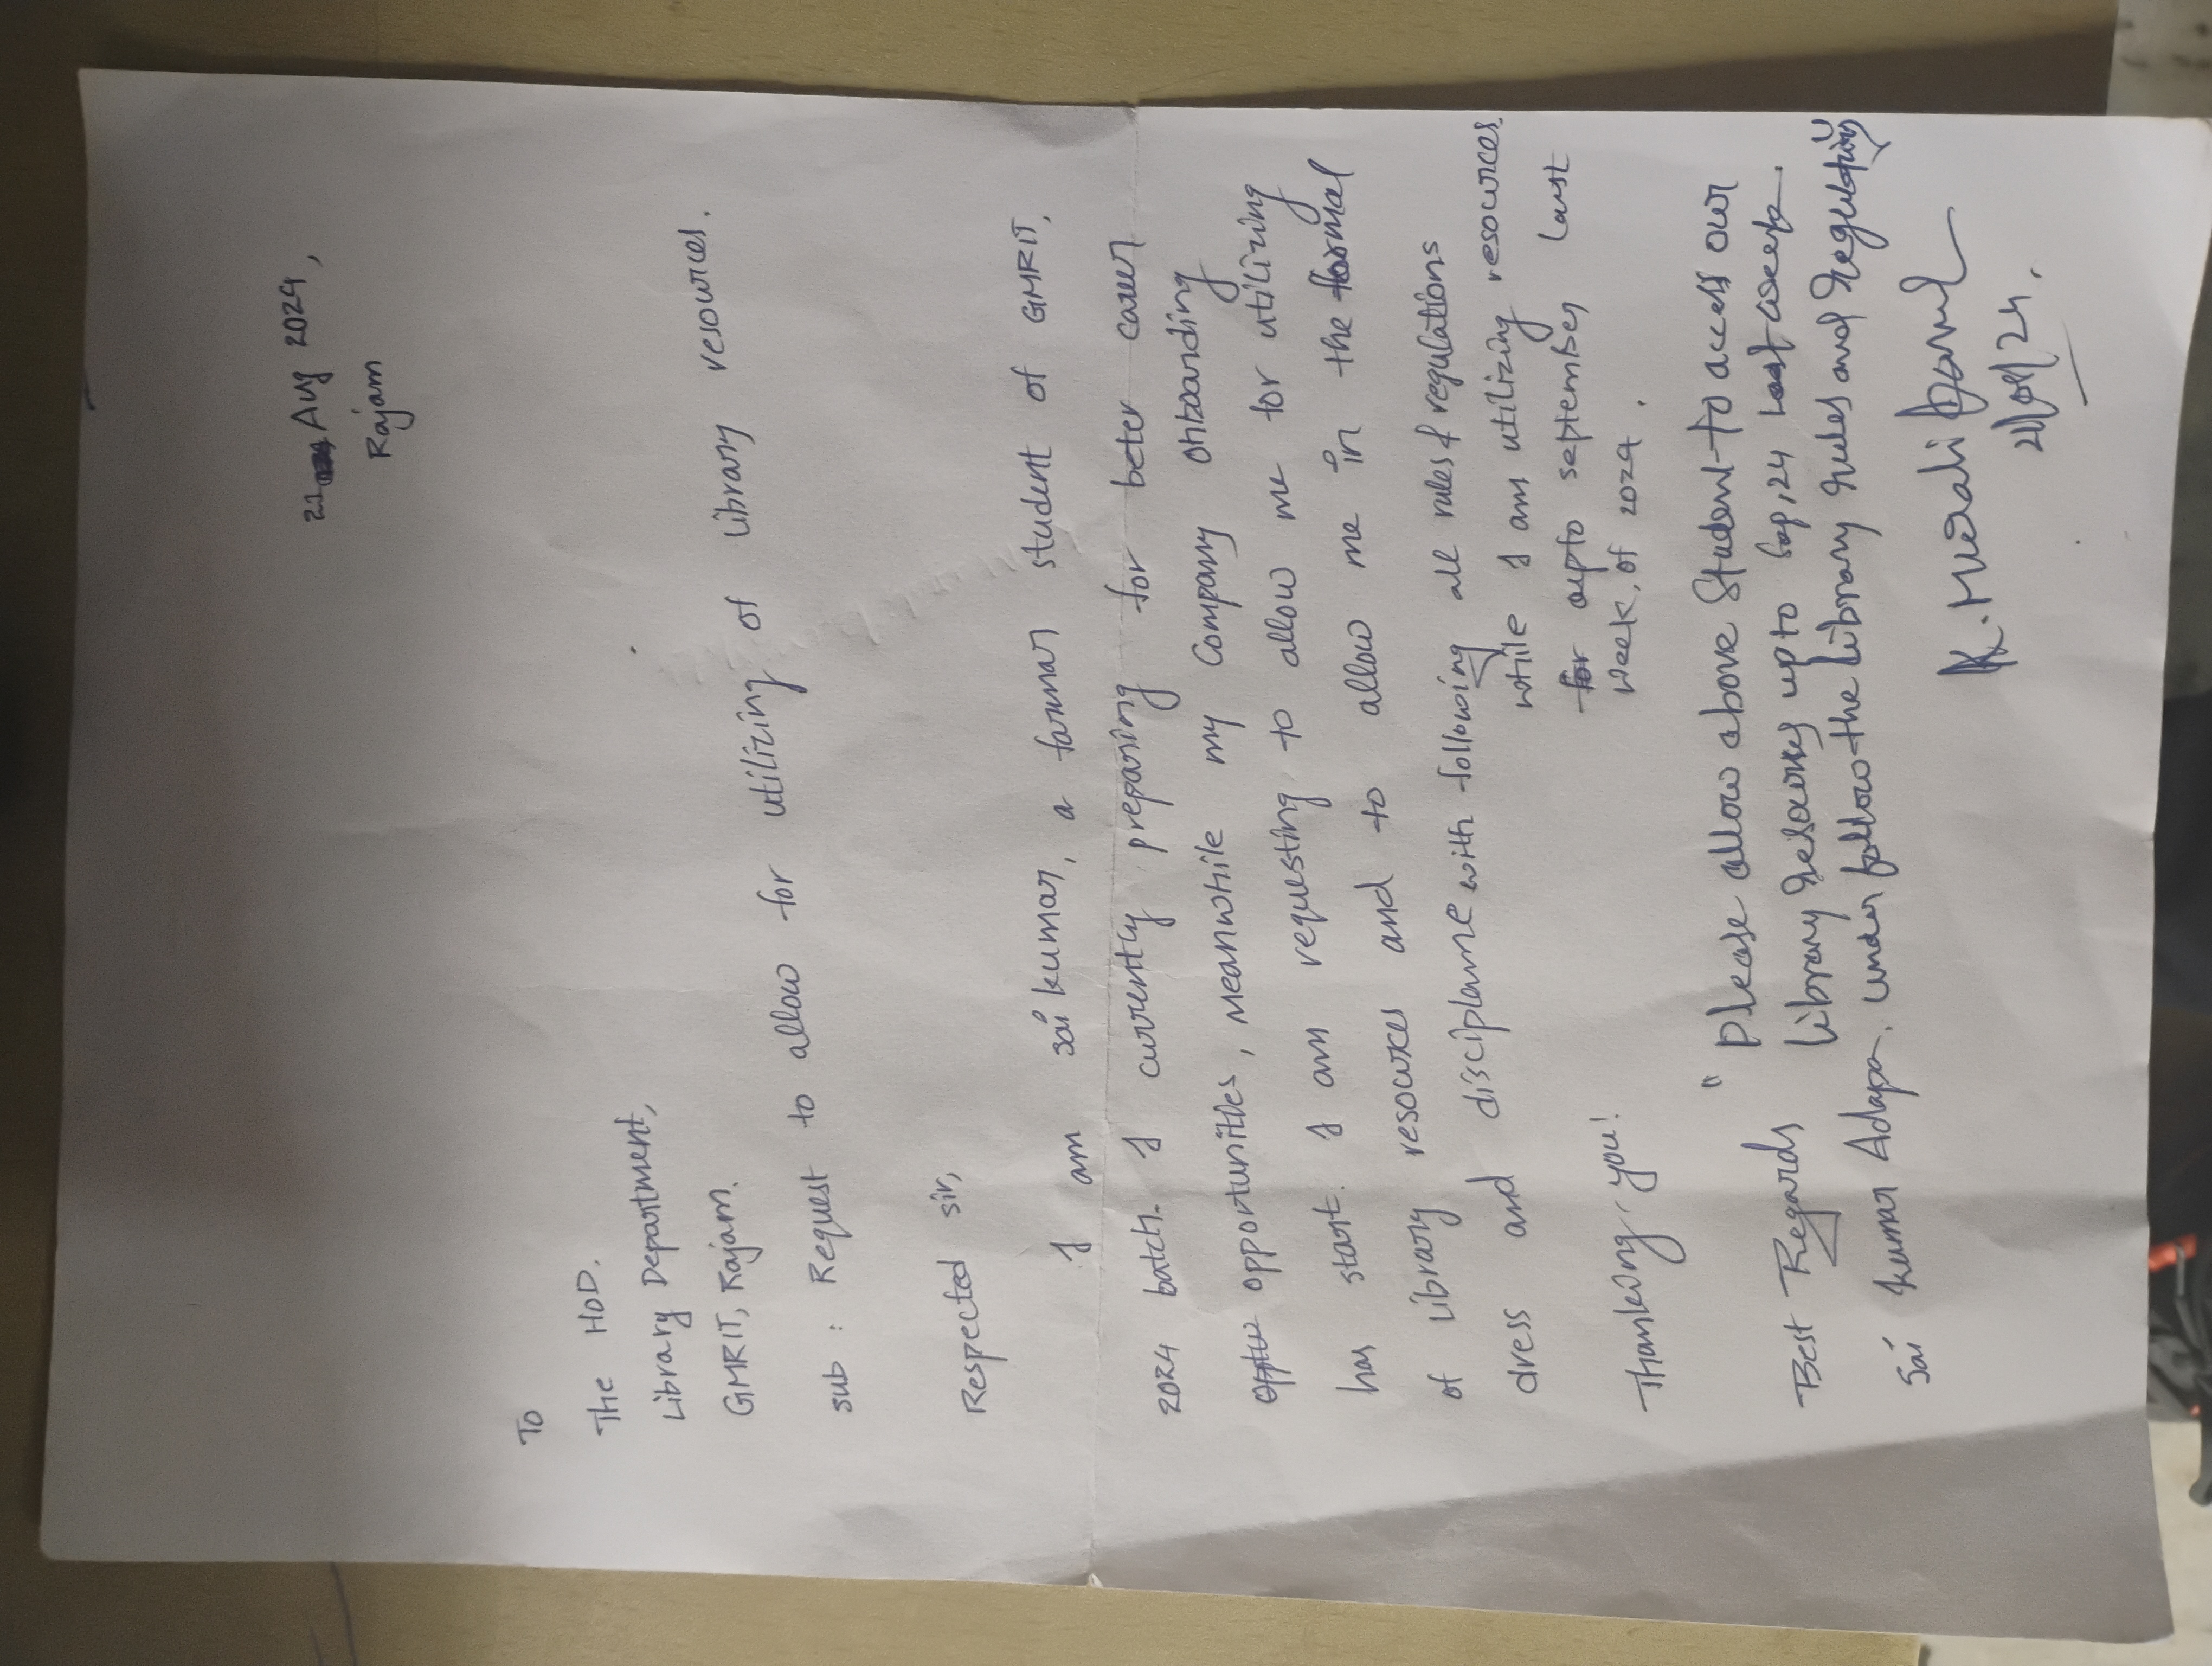 21 Aug 2024,
Rajam
To
The HOD.
Library Department,
GMRIT, Rajam.
sub : Request to allow for utilizing of library resources.
Respected sir,
I am sai kumar, a formar student of GMRIT,
2024 batch. I currently preparing for beter career
opportunities, meanwhile my Company onboarding
has start. I am requesting to allow me for utilizing
of library resources and to allow me in the formal
dress and disciplame with following all rules & regulations
while I am utilizing resources.
for upto september last
week, of 2024 .
Thanking you!
" Please allow above Student to access our
library resources upto Sep,24 last week.
under follow the library rules and regulations
Best Regards
Sai Kumar Adapa.
K. Murali
21/08/24.